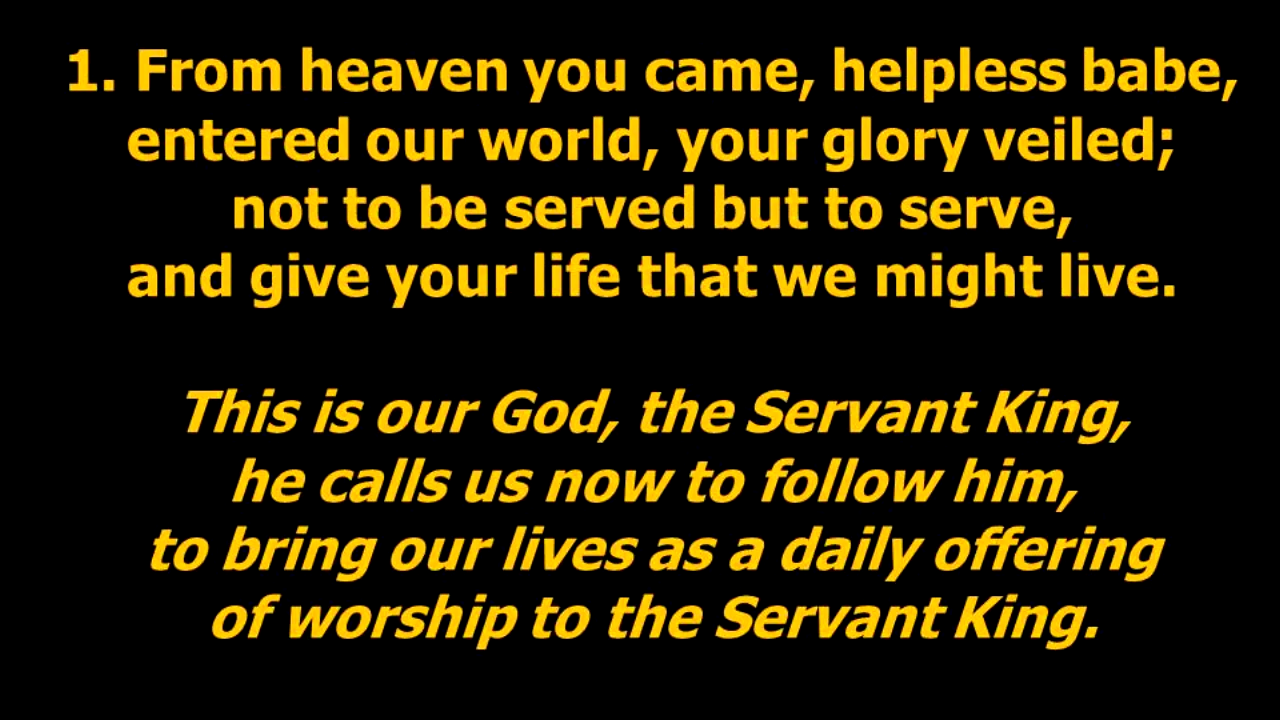 1. From heaven you came, helpless babe,
entered our world, your glory veiled;
not to be served but to serve,
and give your life that we might live.
This is our God, the Servant King,
he calls us now to follow him,
to bring our lives as a daily offering
of worship to the Servant King.